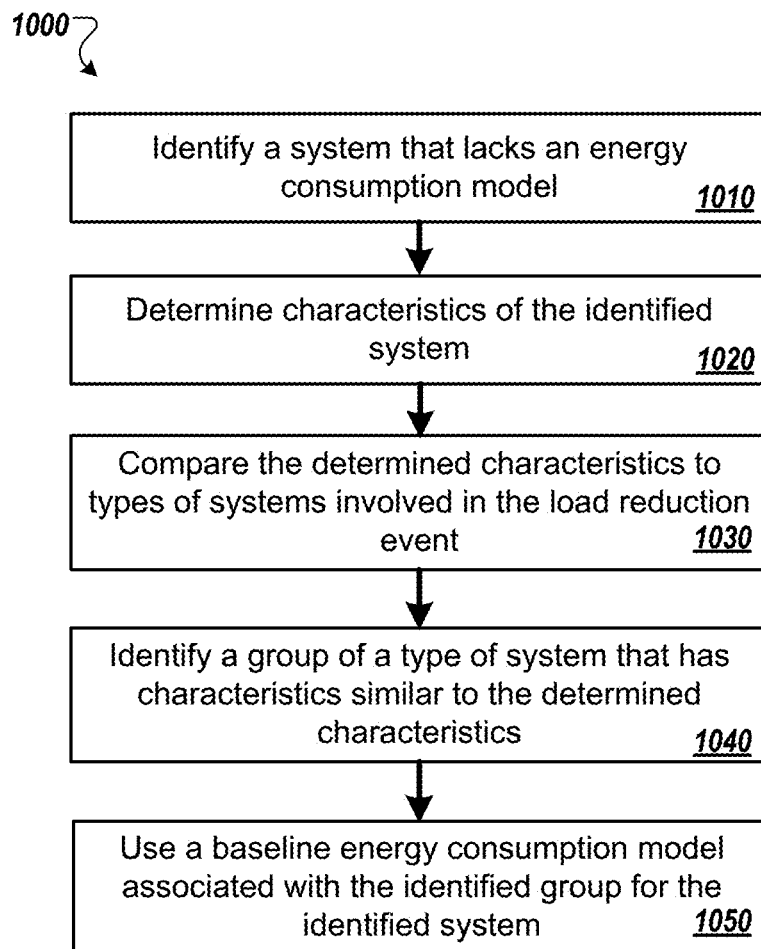 1000
Identify a system that lacks an energy
consumption model
1010
Determine characteristics of the identified
system
1020
Compare the determined characteristics to
types of systems involved in the load reduction
event
1030
Identify a group of a type of system that has
characteristics similar to the determined
characteristics
1040
Use a baseline energy consumption model
associated with the identified group for the
identified system
1050